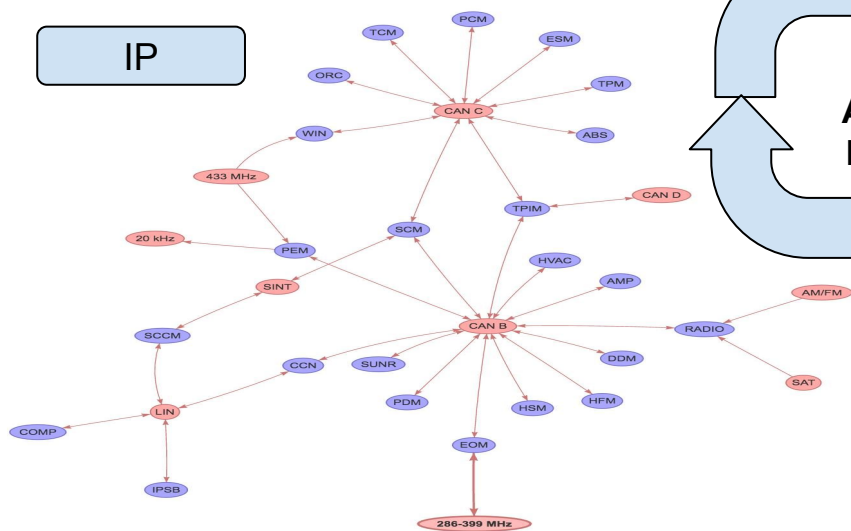 IP
PCM
TCM
ESM
ORC
TPM
CAN C
WIN
ABS
433 MHz
CAN D
TPIM
SCM
20 kHz
PEM
HVAC
AMP
SINT
AM/FM
CAN B
RADIO
SCCM
CCN
SUNR
DDM
SAT
PDM
HSM
HFM
LIN
COMP
EOM
IPSB
286-399 MHz